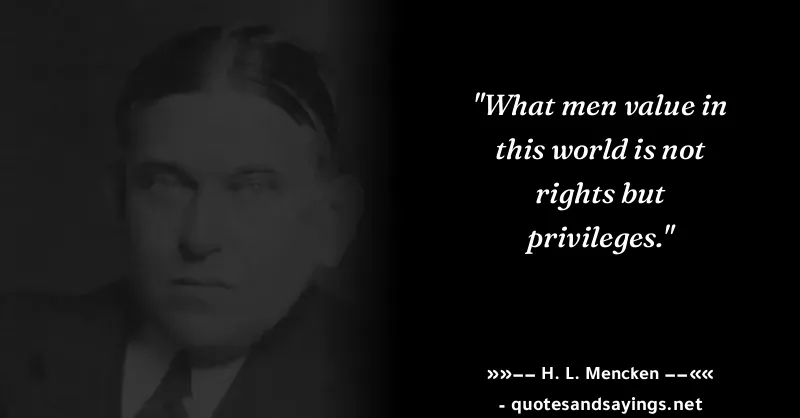 "What men value in
this world is not
rights but
privileges."
»»–– H. L. Mencken ––««
- quotesandsayings.net